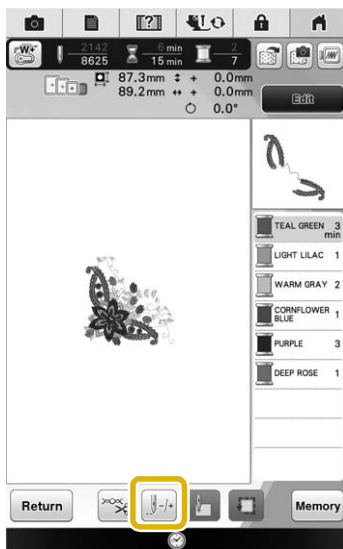 W+
2142
8625
6 min
15 min
2
7
87.3mm ↕ + 0.0mm
89.2mm ↔ + 0.0mm
0.0°
Edit
TEAL GREEN 3 min
LIGHT LILAC 1
WARM GRAY 2
CORNFLOWER BLUE 1
PURPLE 3
DEEP ROSE 1
Return
-/+
Memory